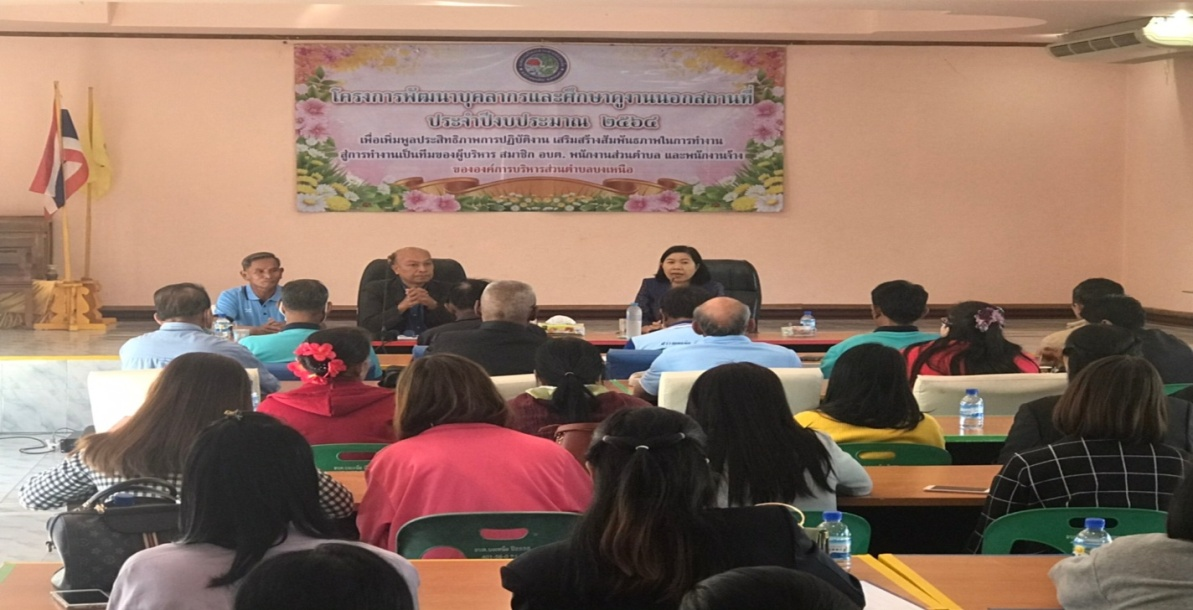 โครงการพัฒนาบุคลากรและศึกษาดูงานนอกสถานที่
ประจำปีงบประมาณ ๒๕๖๔
เพื่อเพิ่มพูลประสิทธิภาพการปฏิบัติงาน เสริมสร้างสัมพันธภาพในการทำงาน
สู่การทำงานเป็นทีมของผู้บริหาร สมาชิก อบต. พนักงานส่วนตำบล และพนักงานจ้าง
ขององค์การบริหารส่วนตำบลบงเหนือ